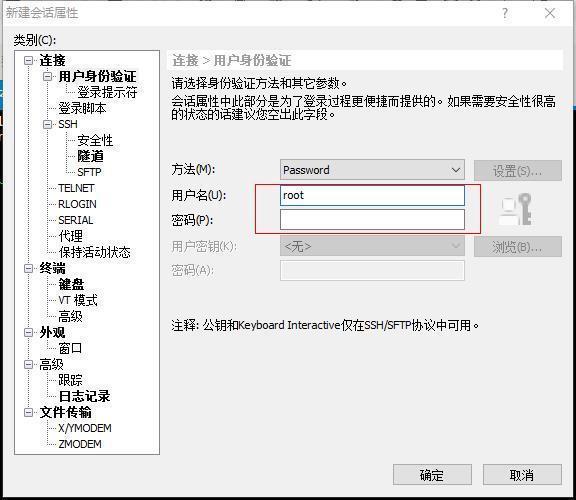 新建会话属性
?
类别(C):
连接
用户身份验证
登录提示符
登录脚本
SSH
安全性
隧道
SFTP
TELNET
RLOGIN
SERIAL
代理
保持活动状态
终端
键盘
VT 模式
高级
外观
窗口
高级
跟踪
日志记录
文件传输
X/YMODEM
ZMODEM
连接 > 用户身份验证
请选择身份验证方法和其它参数。
会话属性中此部分是为了登录过程更便捷而提供的。如果需要安全性很高
的状态的话建议您空出此字段。
方法(M): Password 设置(S)...
用户名(U): root
密码(P):
用户密钥(K): <无> 浏览(B)...
密码(A):
注释: 公钥和Keyboard Interactive仅在SSH/SFTP协议中可用。
确定 取消